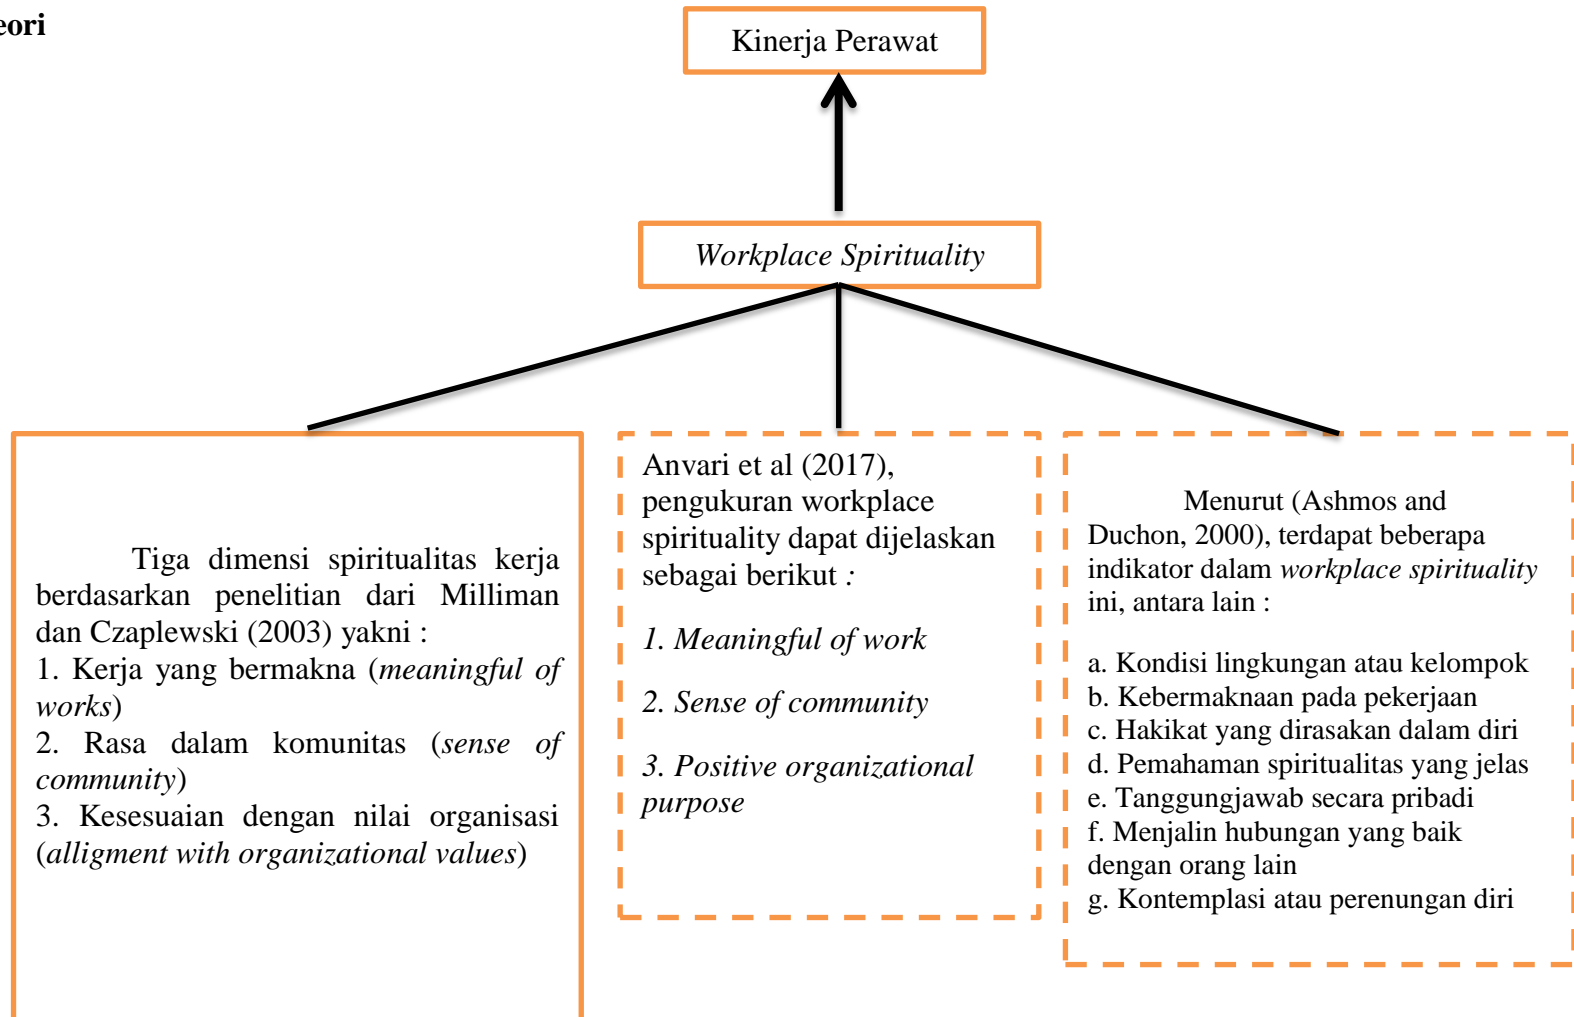 eori
Kinerja Perawat
Workplace Spirituality
Tiga dimensi spiritualitas kerja
berdasarkan penelitian dari Milliman
dan Czaplewski (2003) yakni :
1. Kerja yang bermakna (meaningful of
works)
2. Rasa dalam komunitas (sense of
community)
3. Kesesuaian dengan nilai organisasi
(alligment with organizational values)
Anvari et al (2017),
pengukuran workplace
spirituality dapat dijelaskan
sebagai berikut :
1. Meaningful of work
2. Sense of community
3. Positive organizational
purpose
Menurut (Ashmos and
Duchon, 2000), terdapat beberapa
indikator dalam workplace spirituality
ini, antara lain :
a. Kondisi lingkungan atau kelompok
b. Kebermaknaan pada pekerjaan
c. Hakikat yang dirasakan dalam diri
d. Pemahaman spiritualitas yang jelas
e. Tanggungjawab secara pribadi
f. Menjalin hubungan yang baik
dengan orang lain
g. Kontemplasi atau perenungan diri